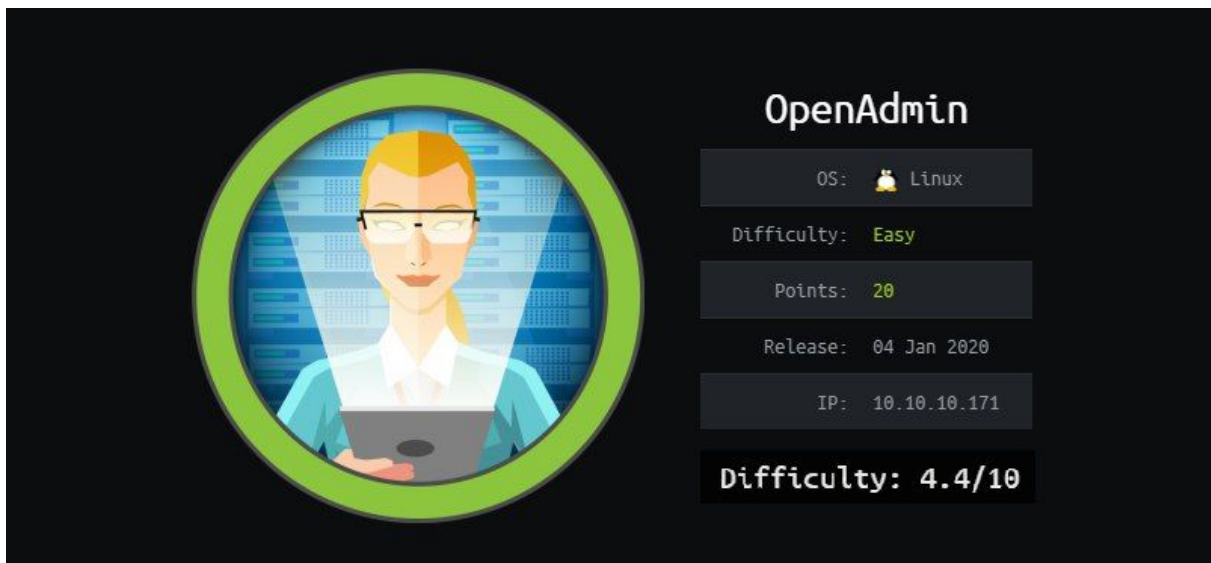 OpenAdmin
OS: Linux
Difficulty: Easy
Points: 20
Release: 04 Jan 2020
IP: 10.10.10.171
Difficulty: 4.4/10